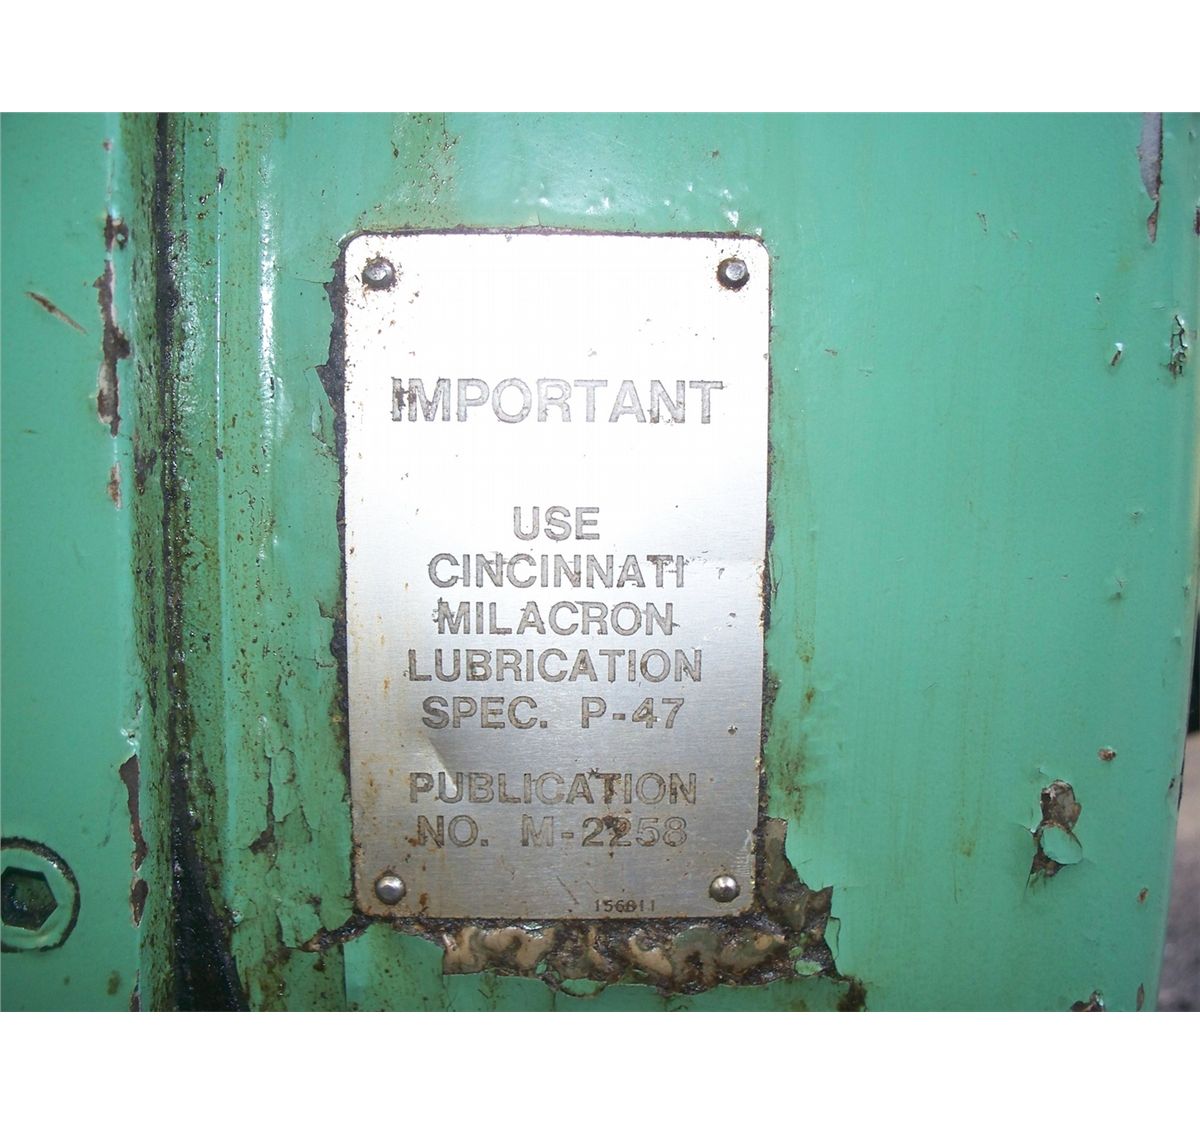 IMPORTANT
USE
CINCINNATI
MILACRON
LUBRICATION
SPEC. P-47
PUBLICATION
NO. M-2258
156811